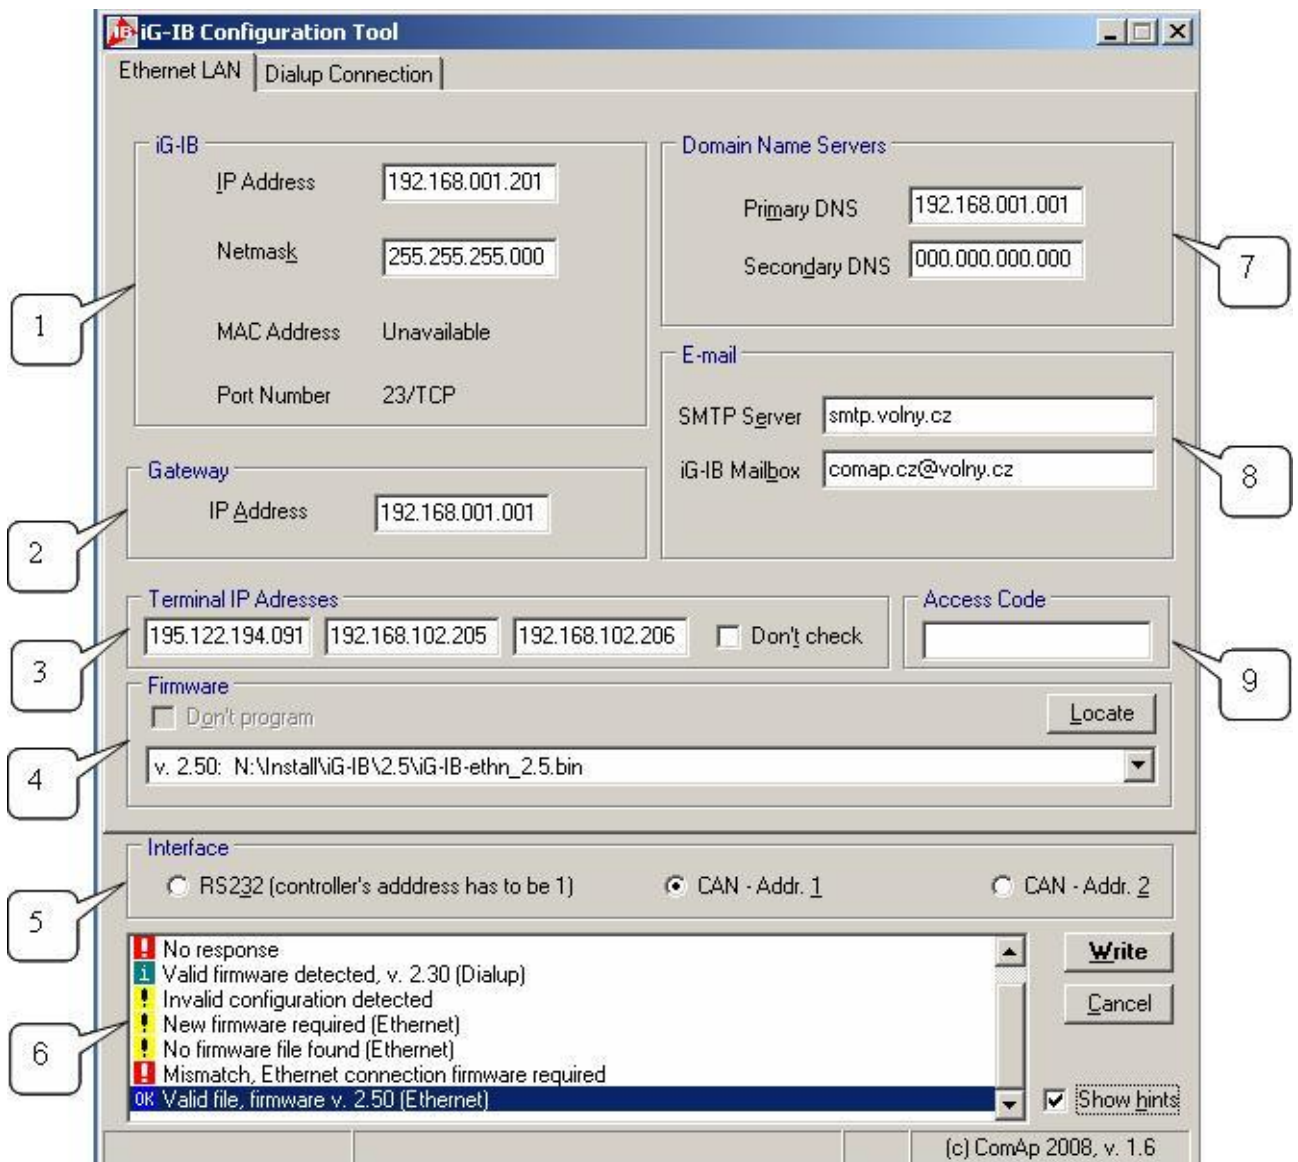 iG-IB Configuration Tool
Ethernet LAN
Dialup Connection
iG-IB
IP Address 192.168.001.201
Netmask 255.255.255.000
MAC Address Unavailable
Port Number 23/TCP
1
Gateway
IP Address 192.168.001.001
2
Domain Name Servers
Primary DNS 192.168.001.001
Secondary DNS 000.000.000.000
7
E-mail
SMTP Server smtp.volny.cz
iG-IB Mailbox comap.cz@volny.cz
8
Terminal IP Adresses
195.122.194.091 192.168.102.205 192.168.102.206 Don't check
3
Access Code
9
Firmware
Don't program
Locate
v. 2.50: N:\Install\iG-IB\2.5\iG-IB-ethn_2.5.bin
4
Interface
RS232 (controller's adddress has to be 1) CAN - Addr. 1 CAN - Addr. 2
5
! No response
i Valid firmware detected, v. 2.30 (Dialup)
! Invalid configuration detected
! New firmware required (Ethernet)
! No firmware file found (Ethernet)
! Mismatch, Ethernet connection firmware required
OK Valid file, firmware v. 2.50 (Ethernet)
6
Write
Cancel
Show hints
(c) ComAp 2008, v. 1.6